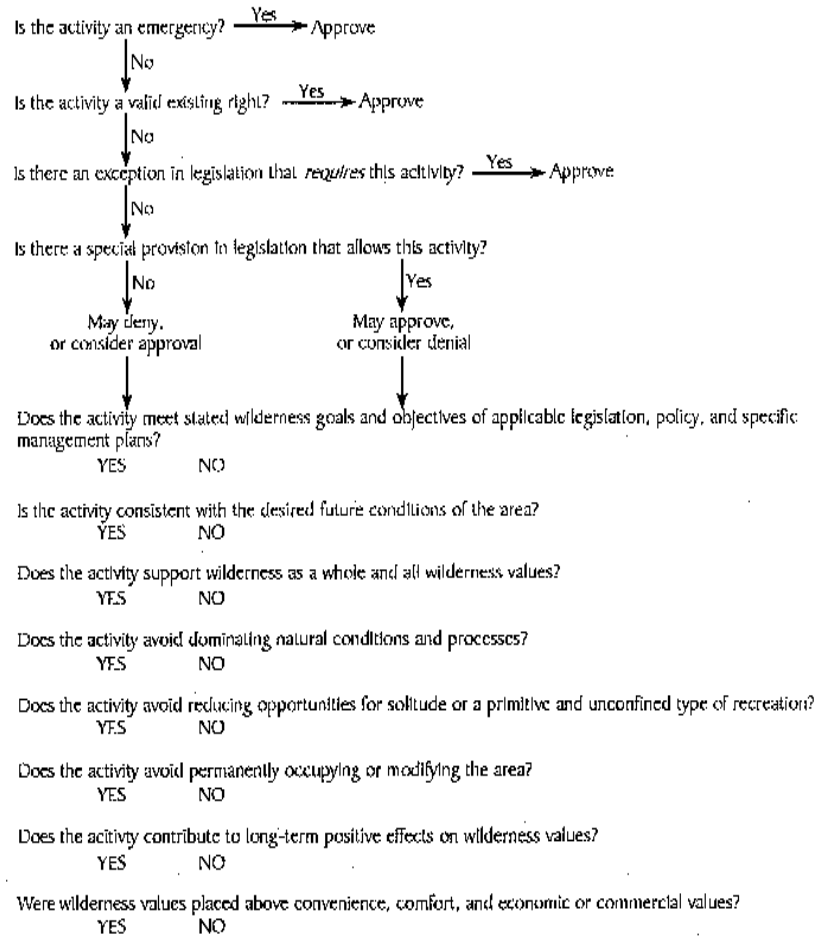 Is the activity an emergency? Yes Approve
No
Is the activity a valid existing right? Yes Approve
No
Is there an exception in legislation that requires this acitivity? Yes Approve
No
Is there a special provision in legislation that allows this activity?
No Yes
May deny, May approve,
or consider approval or consider denial
Does the activity meet stated wilderness goals and objectives of applicable legislation, policy, and specific
management plans?
YES NO
Is the activity consistent with the desired future conditions of the area?
YES NO
Does the activity support wilderness as a whole and all wilderness values?
YES NO
Does the activity avoid dominating natural conditions and processes?
YES NO
Does the activity avoid reducing opportunities for solitude or a primitive and unconfined type of recreation?
YES NO
Does the activity avoid permanently occupying or modifying the area?
YES NO
Does the acitivty contribute to long-term positive effects on wilderness values?
YES NO
Were wilderness values placed above convenience, comfort, and economic or commercial values?
YES NO